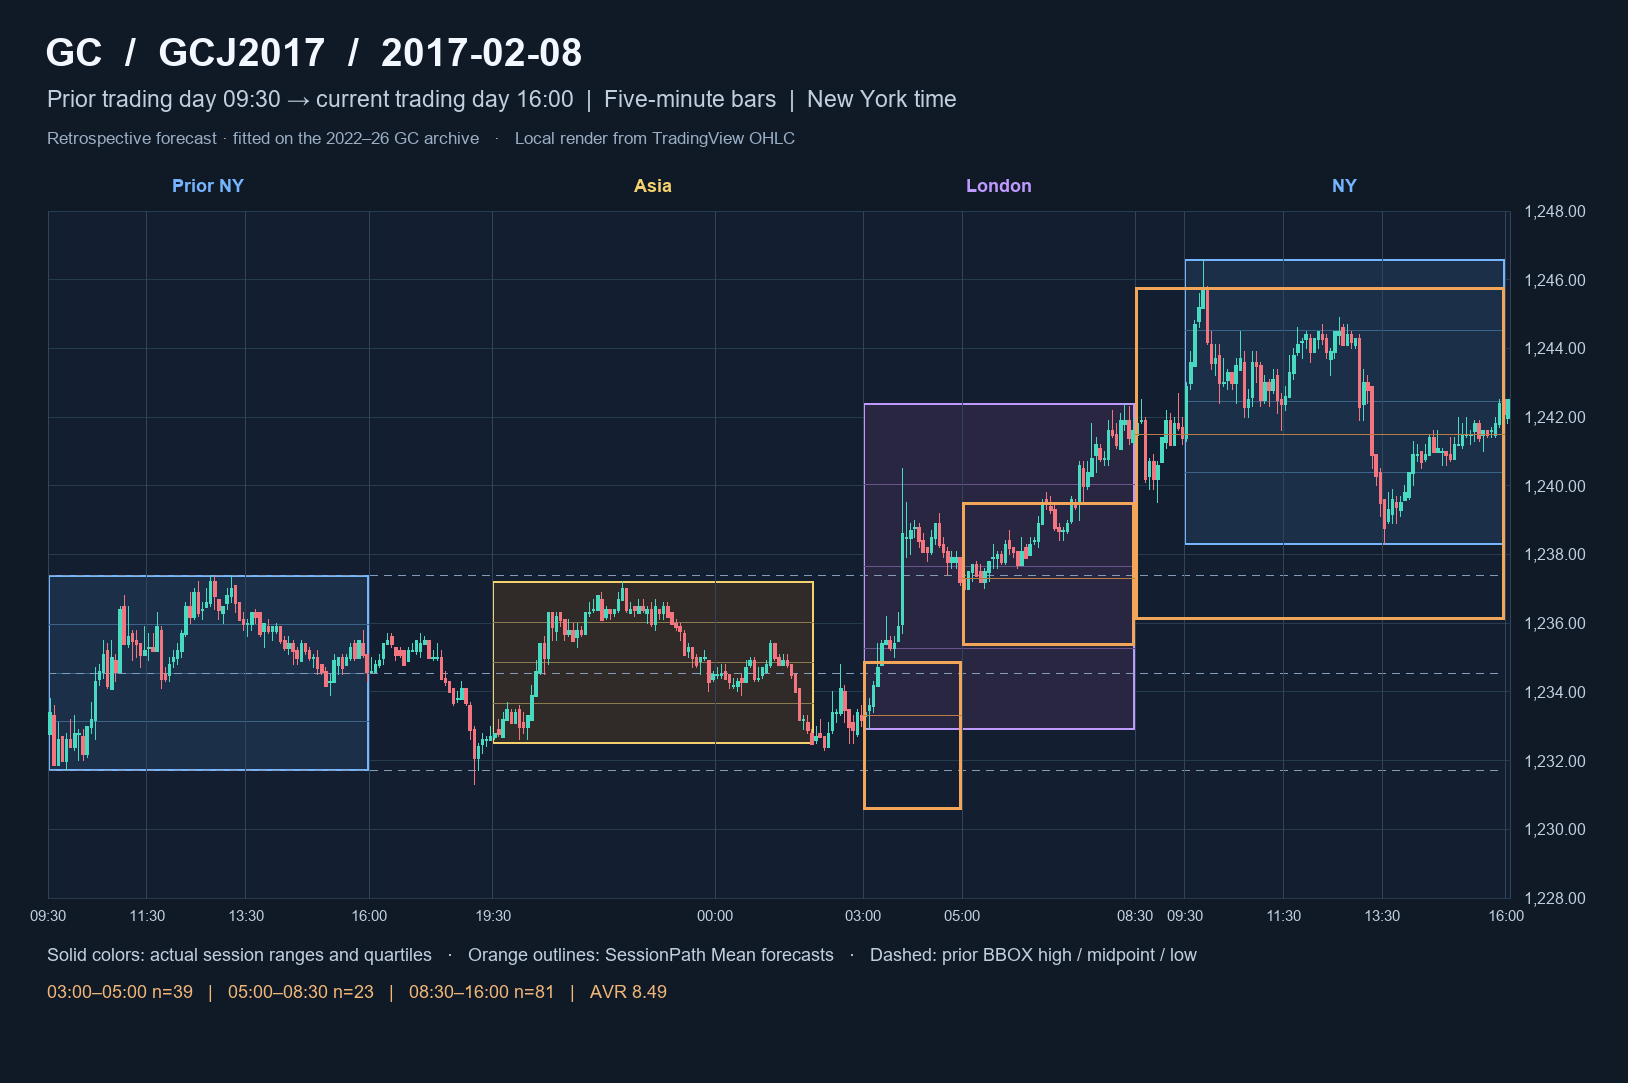 GC / GCJ2017 / 2017-02-08
Prior trading day 09:30 → current trading day 16:00 | Five-minute bars | New York time
Retrospective forecast · fitted on the 2022–26 GC archive · Local render from TradingView OHLC
Prior NY Asia London NY
1,248.00
1,246.00
1,244.00
1,242.00
1,240.00
1,238.00
1,236.00
1,234.00
1,232.00
1,230.00
1,228.00
09:30 11:30 13:30 16:00 19:30 00:00 03:00 05:00 08:30 09:30 11:30 13:30 16:00
Solid colors: actual session ranges and quartiles · Orange outlines: SessionPath Mean forecasts · Dashed: prior BBOX high / midpoint / low
03:00–05:00 n=39 | 05:00–08:30 n=23 | 08:30–16:00 n=81 | AVR 8.49